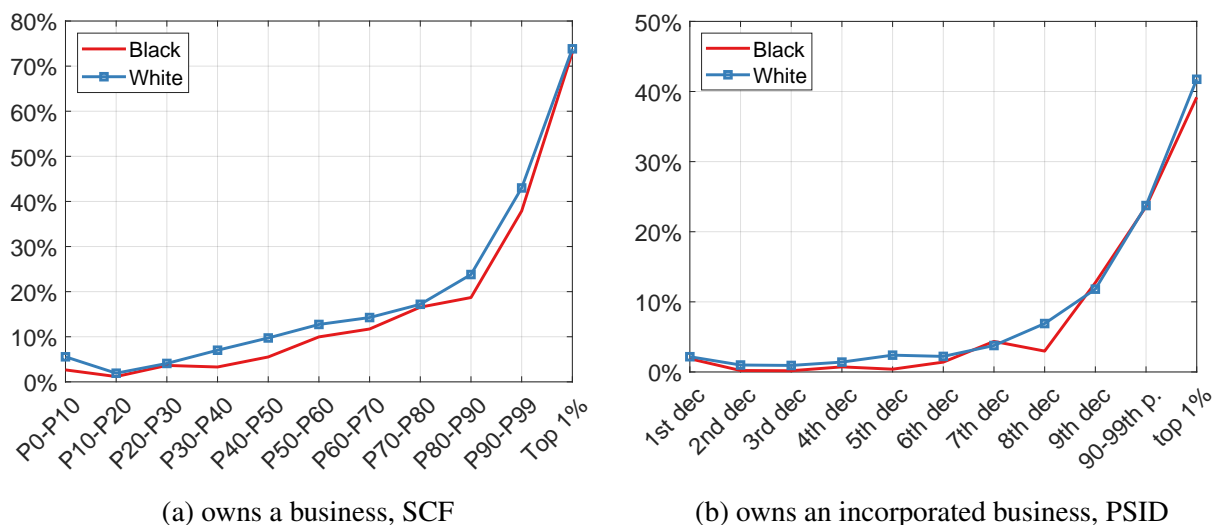 80%
70%
60%
50%
40%
30%
20%
10%
0%
Black
White
P0-P10
P10-P20
P20-P30
P30-P40
P40-P50
P50-P60
P60-P70
P70-P80
P80-P90
P90-P99
Top 1%
(a) owns a business, SCF
50%
40%
30%
20%
10%
0%
Black
White
1st dec
2nd dec
3rd dec
4th dec
5th dec
6th dec
7th dec
8th dec
9th dec
90-99th p.
top 1%
(b) owns an incorporated business, PSID